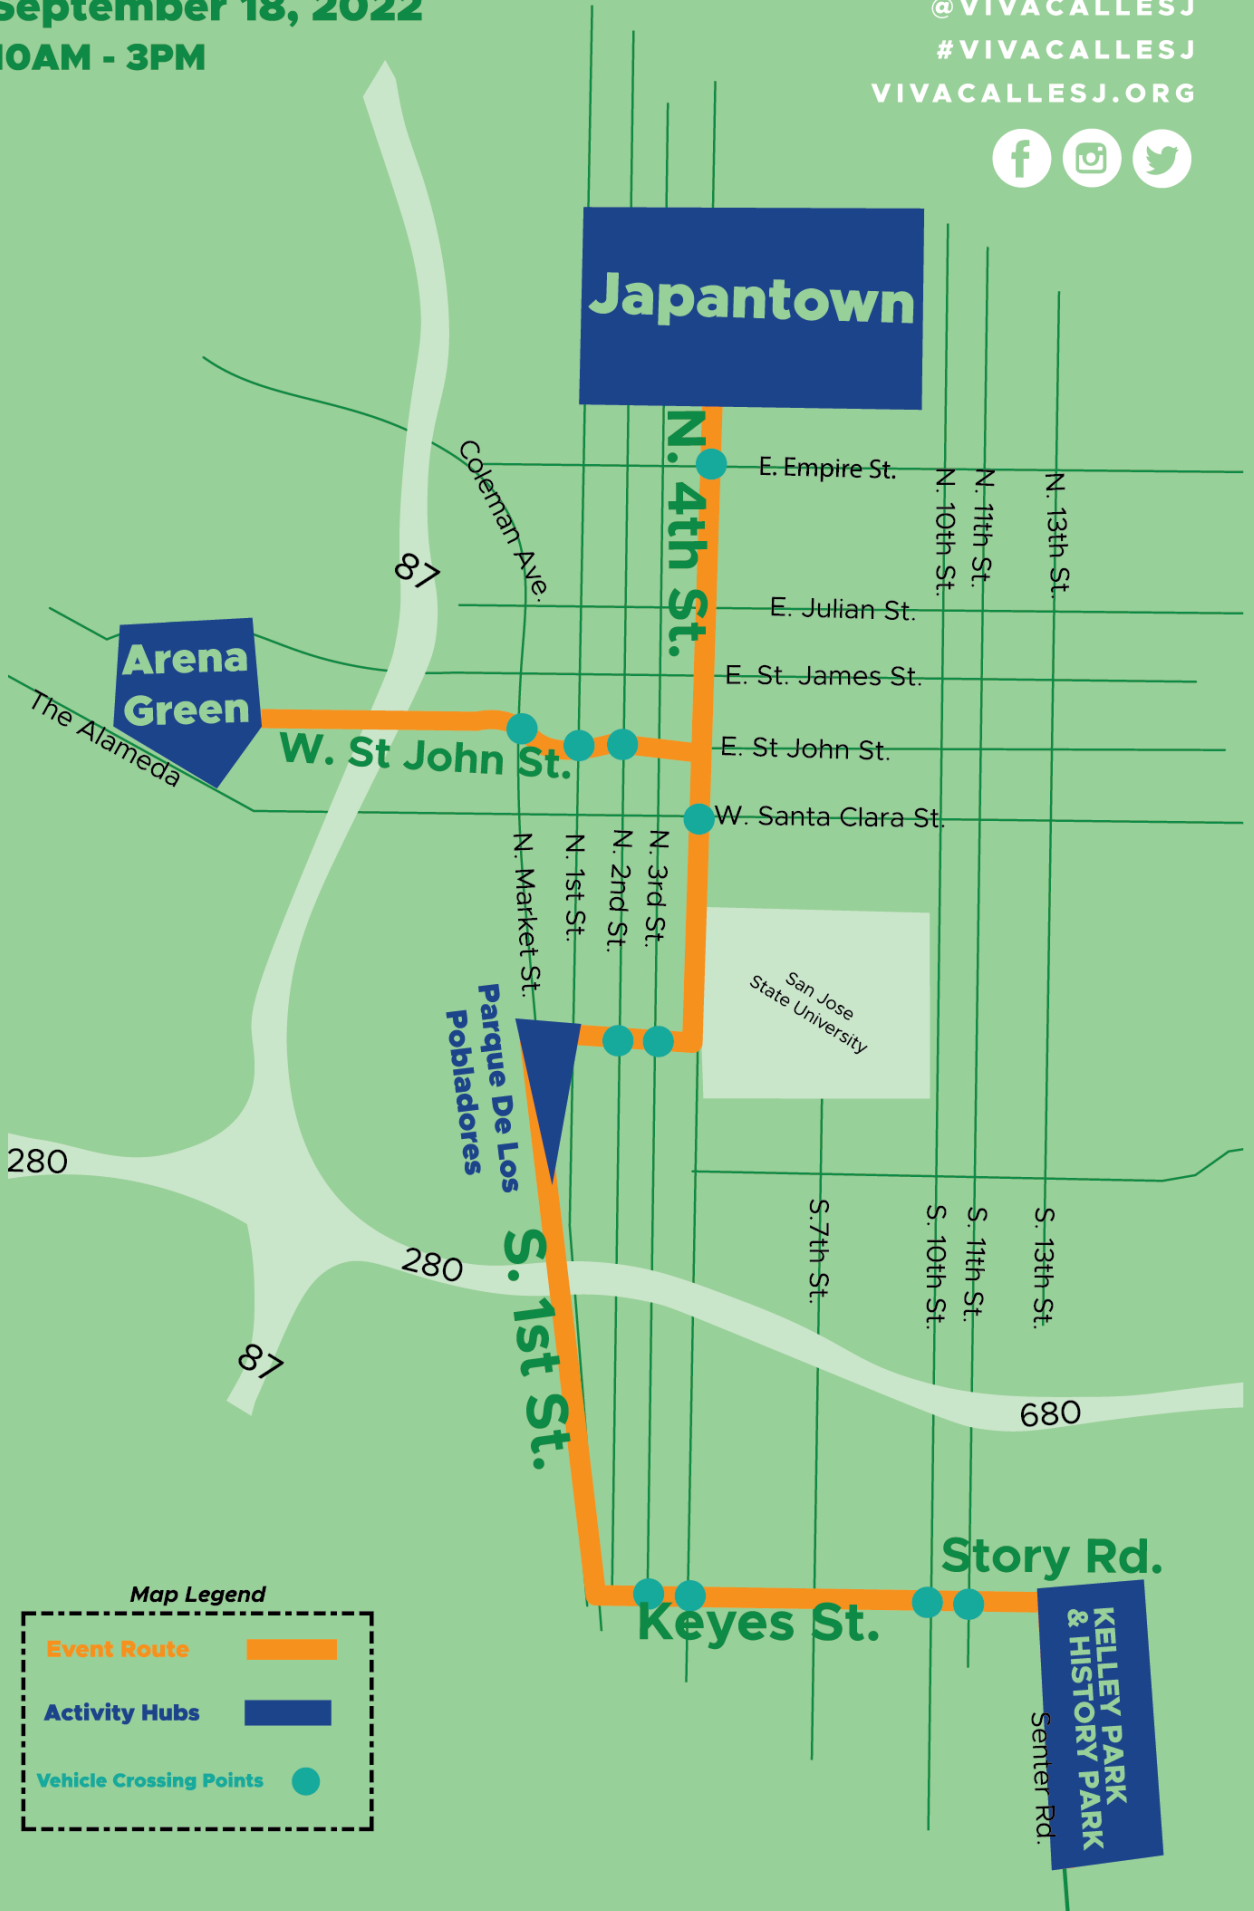 September 18, 2022
10AM - 3PM
@VIVACALLESJ
#VIVACALLESJ
VIVACALLESJ.ORG
Japantown
N. 4th St.
E. Empire St.
Coleman Ave.
N. 10th St.
N. 11th St.
N. 13th St.
87
E. Julian St.
Arena
Green
E. St. James St.
The Alameda
W. St John St.
E. St John St.
W. Santa Clara St.
N. Market St.
N. 1st St.
N. 2nd St.
N. 3rd St.
San Jose
State University
Parque De Los
Pobladores
280
280
S. 1st St.
S.7th St.
S. 10th St.
S. 11th St.
S. 13th St.
87
680
Story Rd.
Keyes St.
KELLEY PARK
& HISTORY PARK
Senter Rd.
Map Legend
Event Route
Activity Hubs
Vehicle Crossing Points